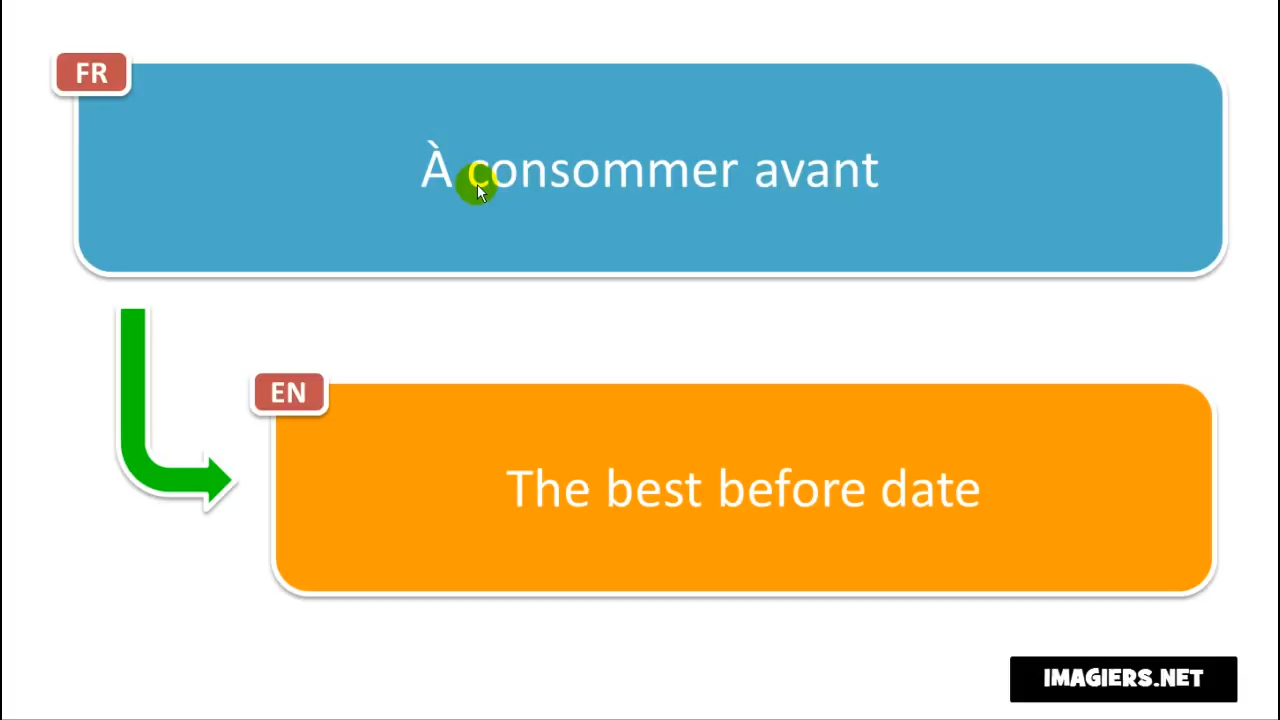 FR
À consommer avant
EN
The best before date
IMAGIERS.NET